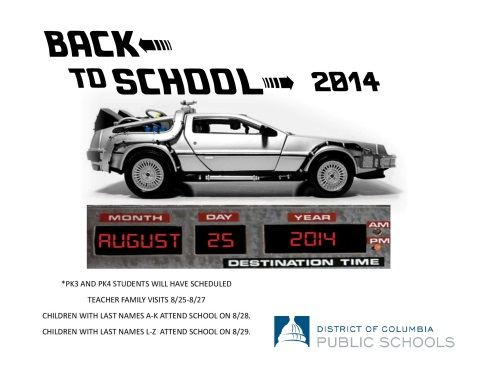 BACK
TO SCHOOL 2014
MONTH DAY YEAR
AUGUST 25 2014
AM
PM
DESTINATION TIME
*PK3 AND PK4 STUDENTS WILL HAVE SCHEDULED
TEACHER FAMILY VISITS 8/25-8/27
CHILDREN WITH LAST NAMES A-K ATTEND SCHOOL ON 8/28.
CHILDREN WITH LAST NAMES L-Z ATTEND SCHOOL ON 8/29.
DISTRICT OF COLUMBIA
PUBLIC SCHOOLS